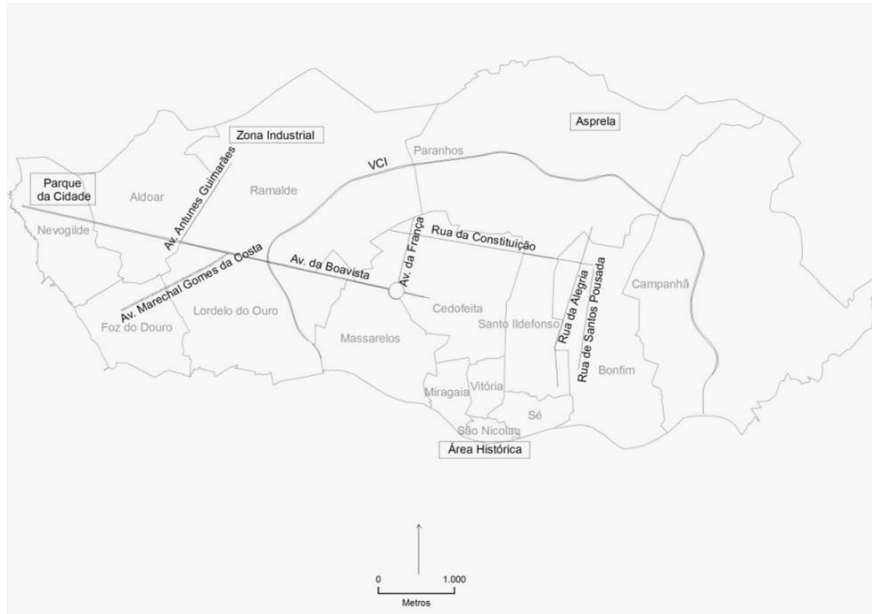 Asprela
Zona Industrial
Paranhos
VCI
Parque
da Cidade
Aldoar
Av. Antunes Guimarães
Ramalde
Nevogilde
Av. da França
Rua da Constituição
Av. Marechal Gomes da Costa
Av. da Boavista
Rua da Alegria
Rua de Santos Pousada
Campanhã
Lordelo do Ouro
Cedofeita
Foz do Douro
Santo Ildefonso
Massarelos
Bonfim
Miragaia
Vitória
Sé
São Nicolau
Área Histórica
0 1.000
Metros